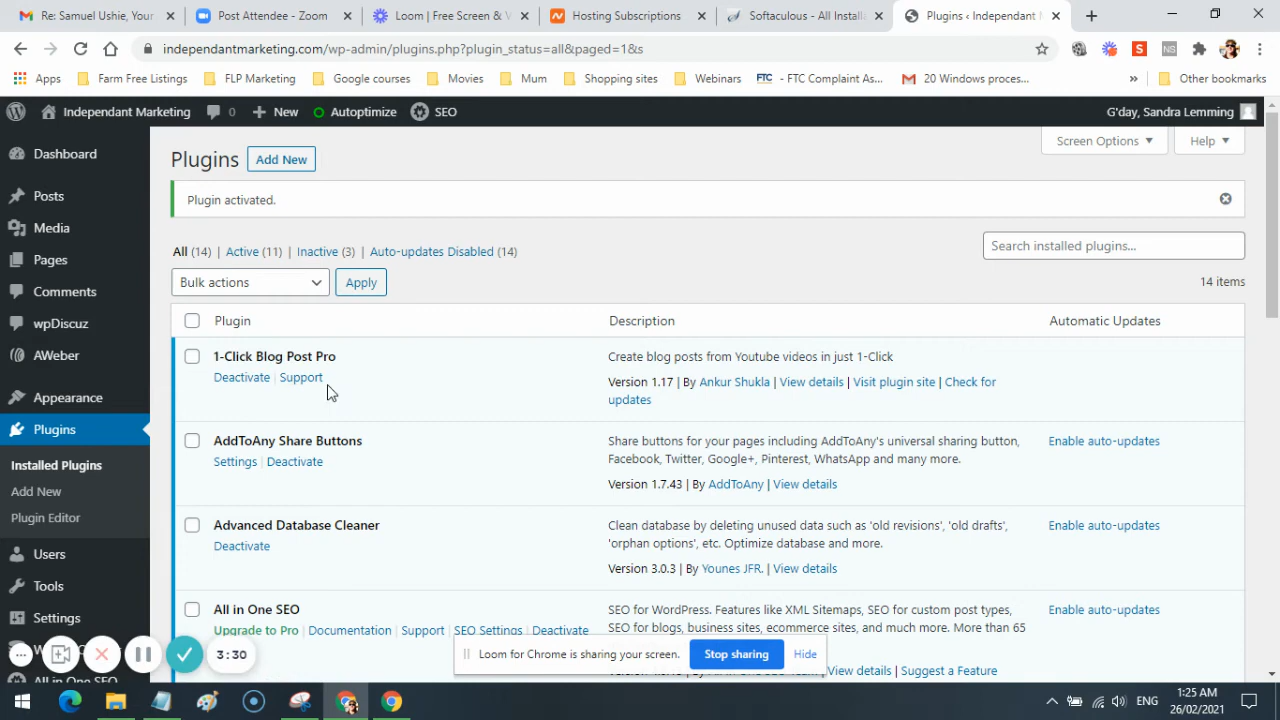 Re: Samuel Ushie, Your
Post Attendee - Zoom
Loom | Free Screen & V
Hosting Subscriptions
Softaculous - All Install
Plugins ‹ Independant M
independantmarketing.com/wp-admin/plugins.php?plugin_status=all&paged=1&s
Apps
Farm Free Listings
FLP Marketing
Google courses
Movies
Mum
Shopping sites
Webinars
FTC - FTC Complaint As...
20 Windows proces...
Other bookmarks
Independent Marketing
0
New
Autoptimize
SEO
G'day, Sandra Lemming
Dashboard
Posts
Media
Pages
Comments
wpDiscuz
AWeber
Appearance
Plugins
Installed Plugins
Add New
Plugin Editor
Users
Tools
Settings
All in One SEO
Plugins
Add New
Screen Options
Help
Plugin activated.
All (14) | Active (11) | Inactive (3) | Auto-updates Disabled (14)
Search installed plugins...
Bulk actions
Apply
14 items
Plugin
Description
Automatic Updates
1-Click Blog Post Pro
Deactivate | Support
Create blog posts from Youtube videos in just 1-Click
Version 1.17 | By Ankur Shukla | View details | Visit plugin site | Check for
updates
AddToAny Share Buttons
Settings | Deactivate
Share buttons for your pages including AddToAny's universal sharing button,
Facebook, Twitter, Google+, Pinterest, WhatsApp and many more.
Version 1.7.43 | By AddToAny | View details
Enable auto-updates
Advanced Database Cleaner
Deactivate
Clean database by deleting unused data such as 'old revisions', 'old drafts',
'orphan options', etc. Optimize database and more.
Version 3.0.3 | By Younes JFR. | View details
Enable auto-updates
All in One SEO
Upgrade to Pro | Documentation | Support | SEO Settings | Deactivate
SEO for WordPress. Features like XML Sitemaps, SEO for custom post types,
SEO for blogs, business sites, ecommerce sites, and much more. More than 65
View details | Suggest a Feature
Enable auto-updates
3:30
Loom for Chrome is sharing your screen.
Stop sharing
Hide
ENG
1:25 AM
26/02/2021